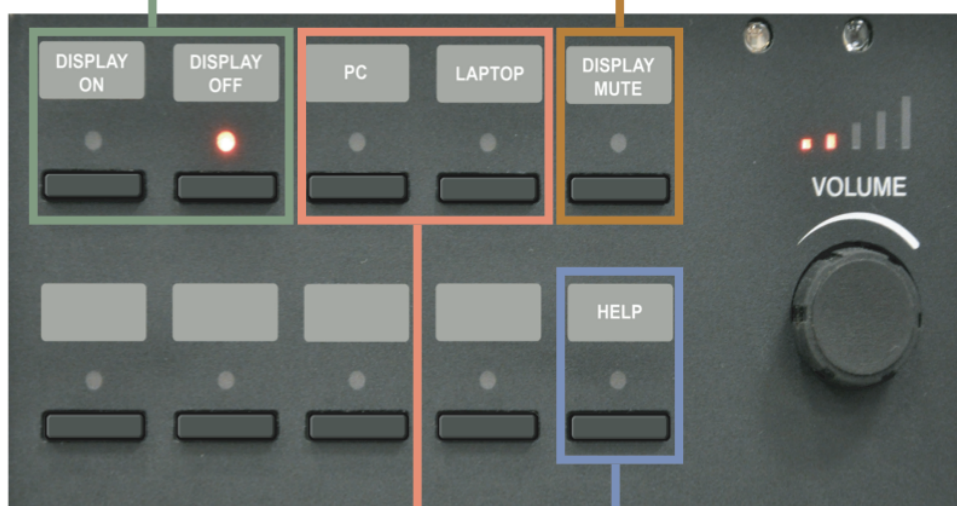 DISPLAY
ON
DISPLAY
OFF
PC
LAPTOP
DISPLAY
MUTE
VOLUME
HELP